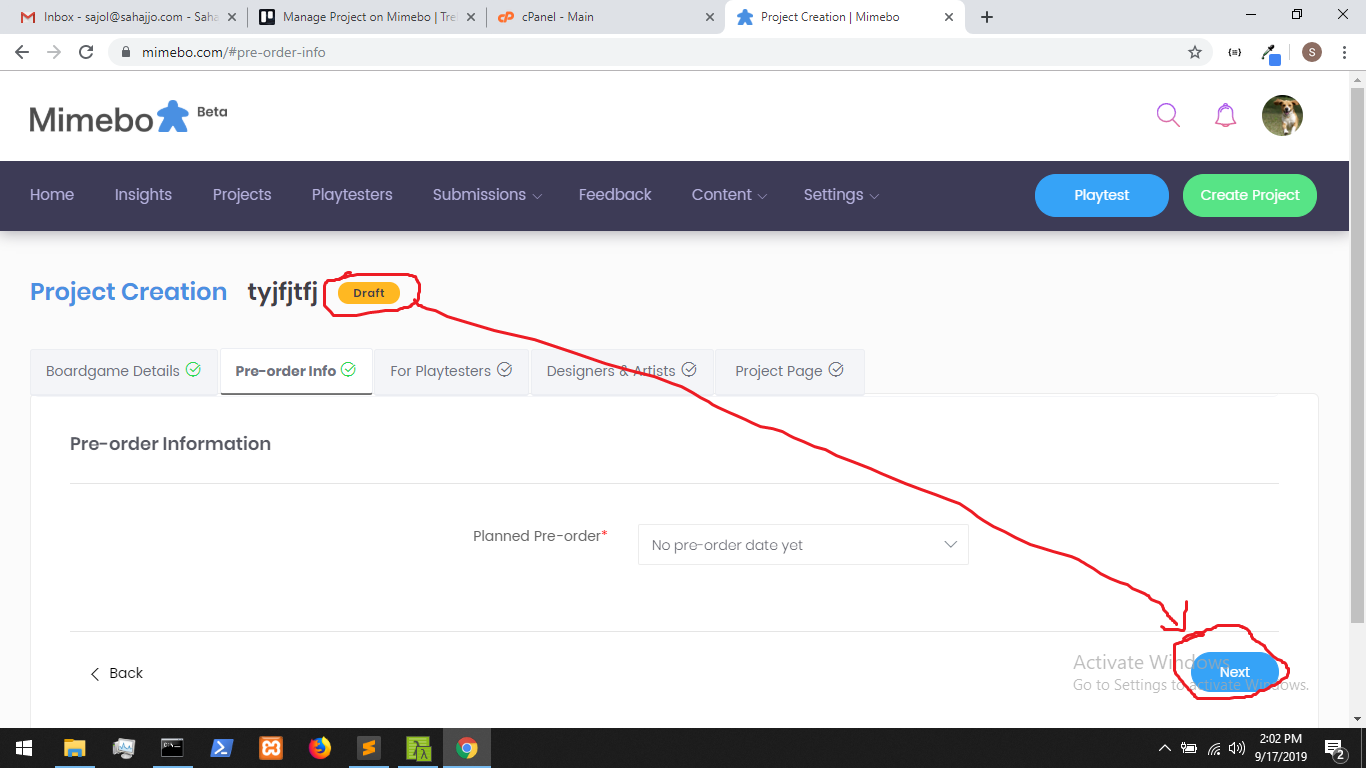 Inbox - sajol@sahajjo.com - Saha
Manage Project on Mimebo | Trel
cPanel - Main
Project Creation | Mimebo
mimebo.com/#pre-order-info
S
Mimebo Beta
Home Insights Projects Playtesters Submissions Feedback Content Settings Playtest Create Project
Project Creation tyjfjtfj Draft
Boardgame Details Pre-order Info For Playtesters Designers & Artists Project Page
Pre-order Information
Planned Pre-order* No pre-order date yet
Back
Next
Activate Windows
Go to Settings to activate Windows.
2:02 PM
9/17/2019
2